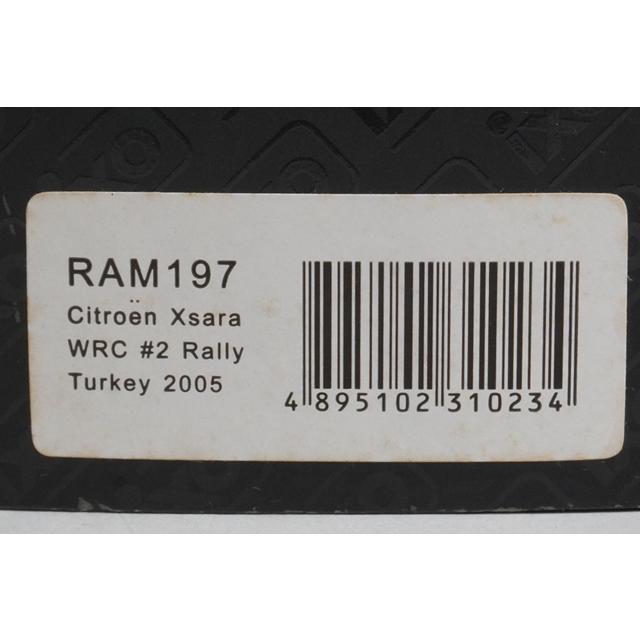 RAM197
Citroën Xsara
WRC #2 Rally
Turkey 2005
4 895102 310234